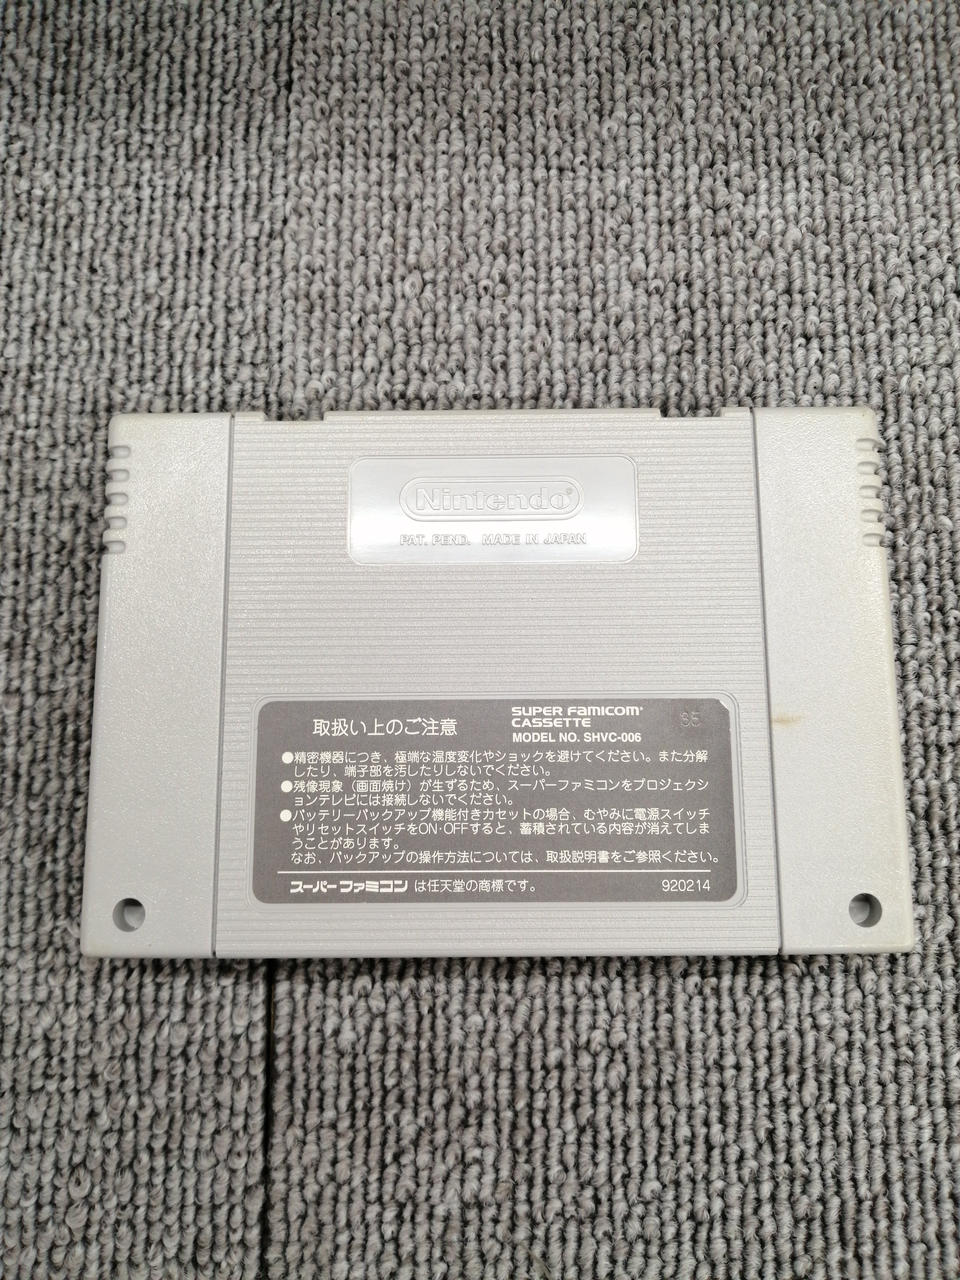 Nintendo®
PAT. PEND. MADE IN JAPAN
取扱い上のご注意
SUPER FAMICOM®
CASSETTE
MODEL NO. SHVC-006
●精密機器につき、極端な温度変化やショックを避けてください。また分解
したり、端子部を汚したりしないでください。
●残像現象（画面焼け）が生ずるため、スーパーファミコンをプロジェクシ
ョンテレビには接続しないでください。
●バッテリーバックアップ機能付きカセットの場合、むやみに電源スイッチ
やリセットスイッチをON·OFFすると、蓄積されている内容が消えてしま
うことがあります。
なお、バックアップの操作方法については、取扱説明書をご参照ください。
スーパーファミコン は任天堂の商標です。
920214